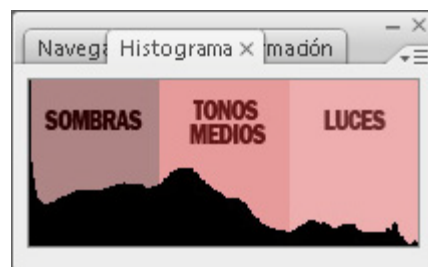 Navega Histograma mación
SOMBRAS
TONOS
MEDIOS
LUCES